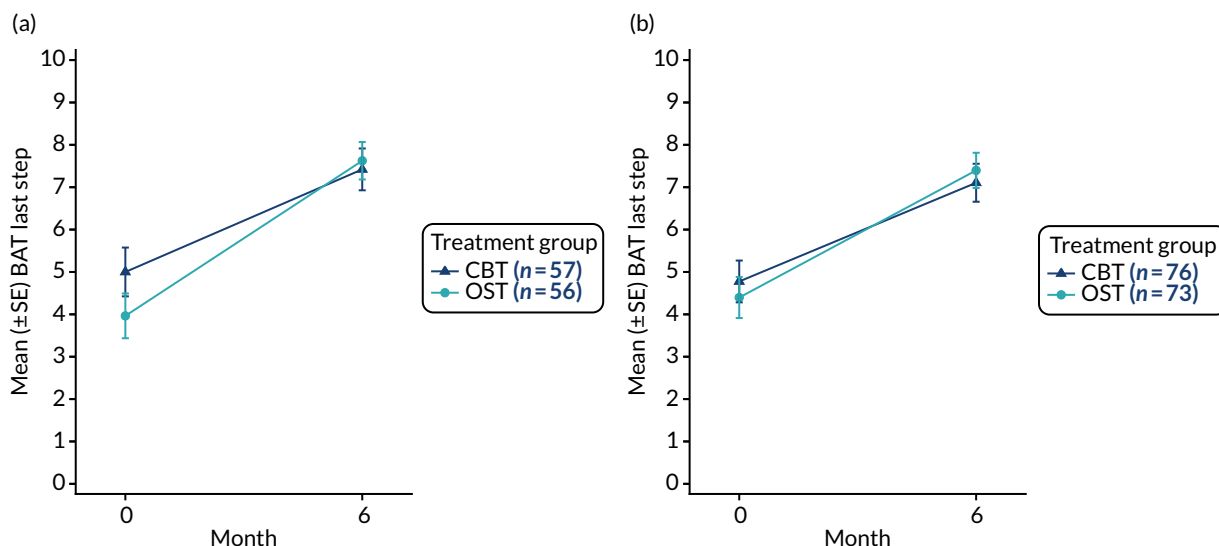 (a)
Mean (±SE) BAT last step
10
9
8
7
6
5
4
3
2
1
0
0
6
Month
Treatment group
CBT (n=57)
OST (n=56)
(b)
Mean (±SE) BAT last step
10
9
8
7
6
5
4
3
2
1
0
0
6
Month
Treatment group
CBT (n=76)
OST (n=73)